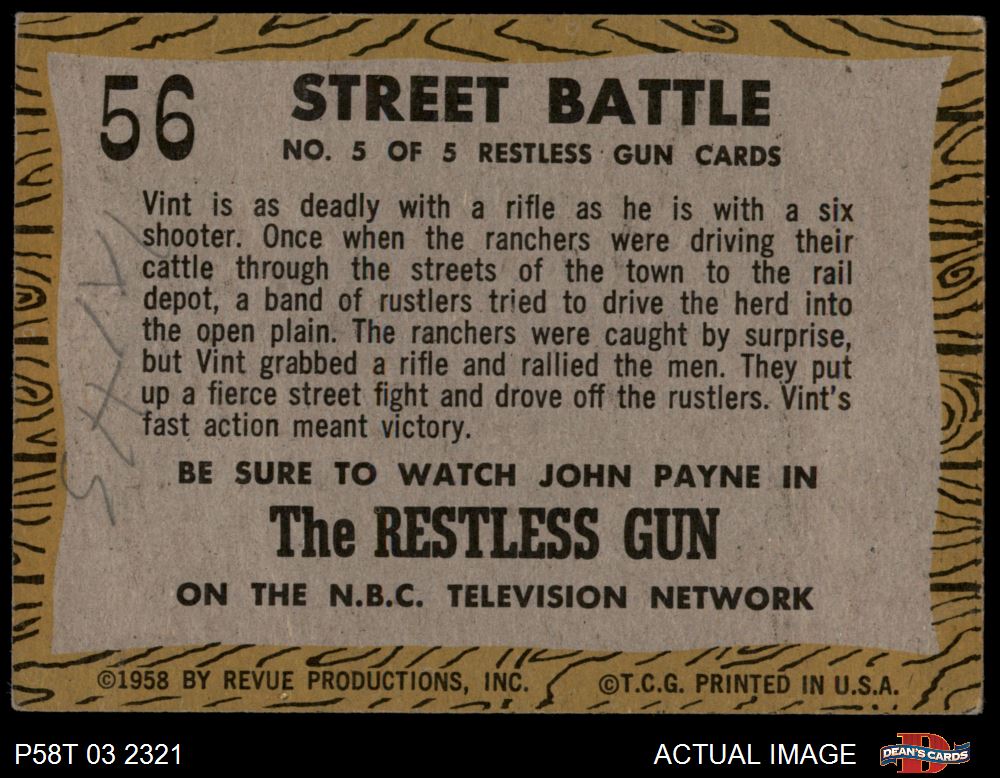 56
STREET BATTLE
NO. 5 OF 5 RESTLESS GUN CARDS
Vint is as deadly with a rifle as he is with a six
shooter. Once when the ranchers were driving their
cattle through the streets of the town to the rail
depot, a band of rustlers tried to drive the herd into
the open plain. The ranchers were caught by surprise,
but Vint grabbed a rifle and rallied the men. They put
up a fierce street fight and drove off the rustlers. Vint's
fast action meant victory.
BE SURE TO WATCH JOHN PAYNE IN
The RESTLESS GUN
ON THE N.B.C. TELEVISION NETWORK
©1958 BY REVUE PRODUCTIONS, INC. ©T.C.G. PRINTED IN U.S.A.
P58T 03 2321
ACTUAL IMAGE
DEAN'S CARDS